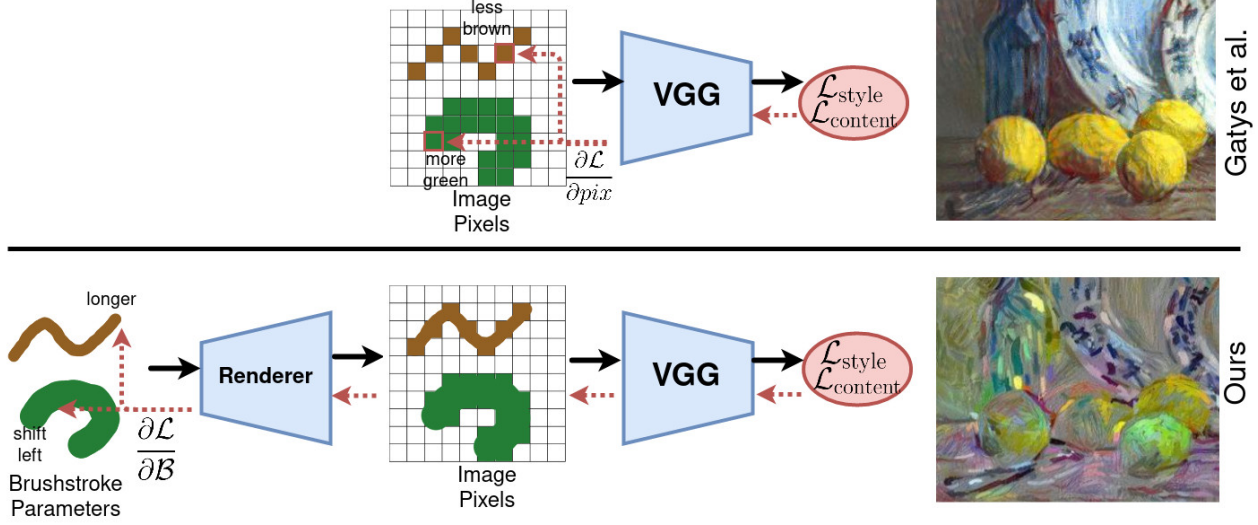 less
brown
more
green
Image
Pixels
∂ℒ
∂pix
VGG
ℒstyle
ℒcontent
Gatys et al.
longer
shift
left
Brushstroke
Parameters
∂ℒ
∂ℬ
Renderer
Image
Pixels
VGG
ℒstyle
ℒcontent
Ours